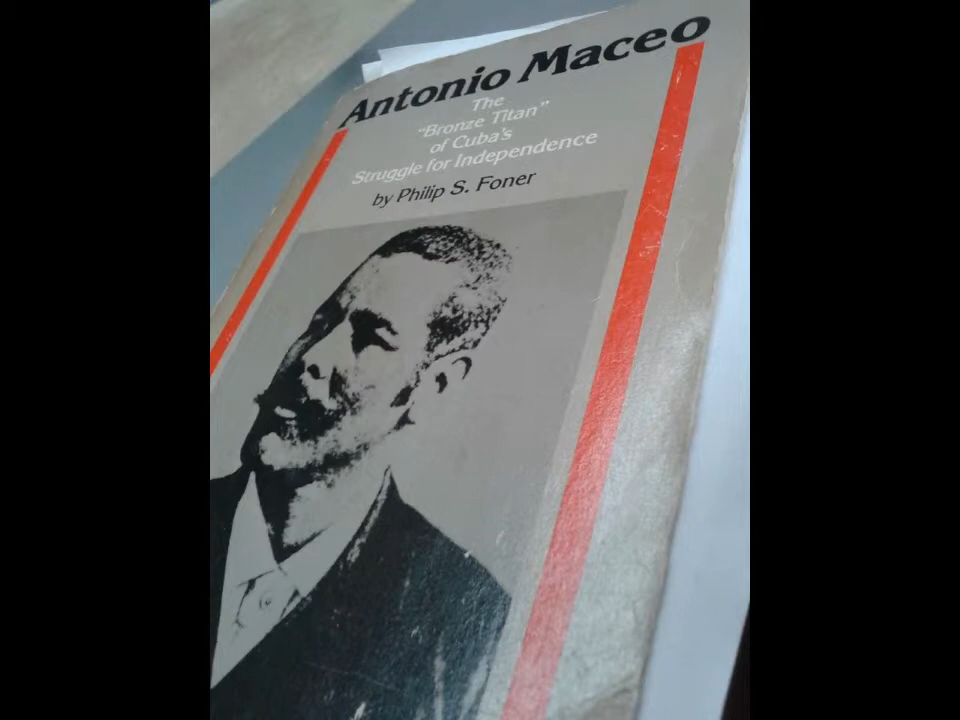 Antonio Maceo
The
"Bronze Titan"
of Cuba's
Struggle for Independence
by Philip S. Foner